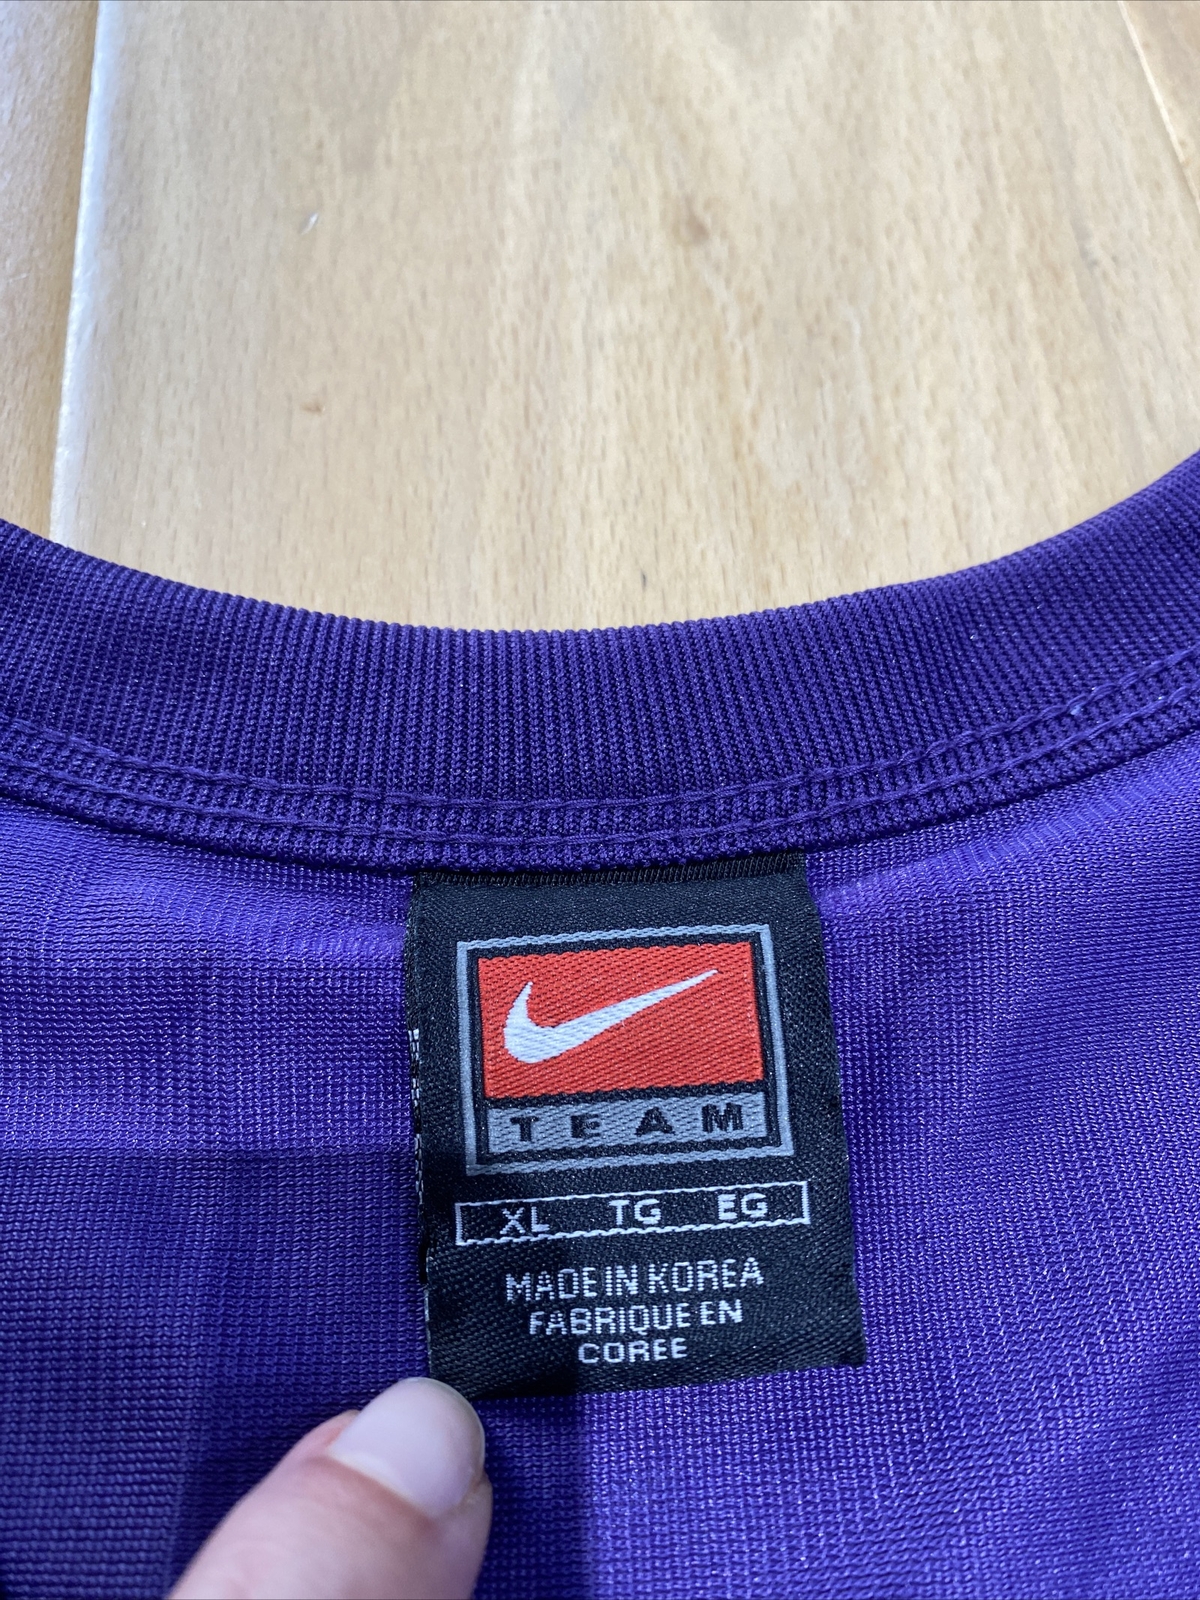 TEAM
XL TG EG
MADE IN KOREA
FABRIQUE EN
COREE